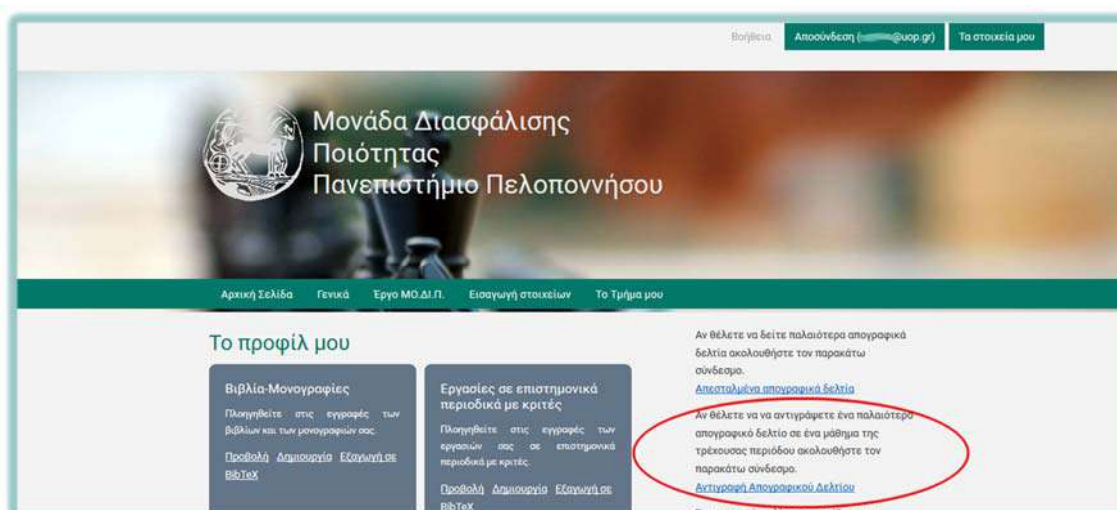 Βοήθεια
Αποσύνδεση (@uop.gr)
Τα στοιχεία μου
Μονάδα Διασφάλισης
Ποιότητας
Πανεπιστήμιο Πελοποννήσου
Αρχική Σελίδα Γενικά Έργο ΜΟ.ΔΙ.Π. Εισαγωγή στοιχείων Το Τμήμα μου
Το προφίλ μου
Βιβλία-Μονογραφίες
Πλοηγηθείτε στις εγγραφές των
βιβλίων και των μονογραφιών σας.
Προβολή Δημιουργία Εξαγωγή σε
BibTeX
Εργασίες σε επιστημονικά
περιοδικά με κριτές
Πλοηγηθείτε στις εγγραφές των
εργασιών σας σε επιστημονικά
περιοδικά με κριτές.
Προβολή Δημιουργία Εξαγωγή σε
BibTeX
Αν θέλετε να δείτε παλαιότερα απογραφικά
δελτία ακολουθήστε τον παρακάτω
σύνδεσμο.
Απεσταλμένα απογραφικά δελτία
Αν θέλετε να να αντιγράψετε ένα παλαιότερο
απογραφικό δελτίο σε ένα μάθημα της
τρέχουσας περιόδου ακολουθήστε τον
παρακάτω σύνδεσμο.
Αντιγραφή Απογραφικού Δελτίου